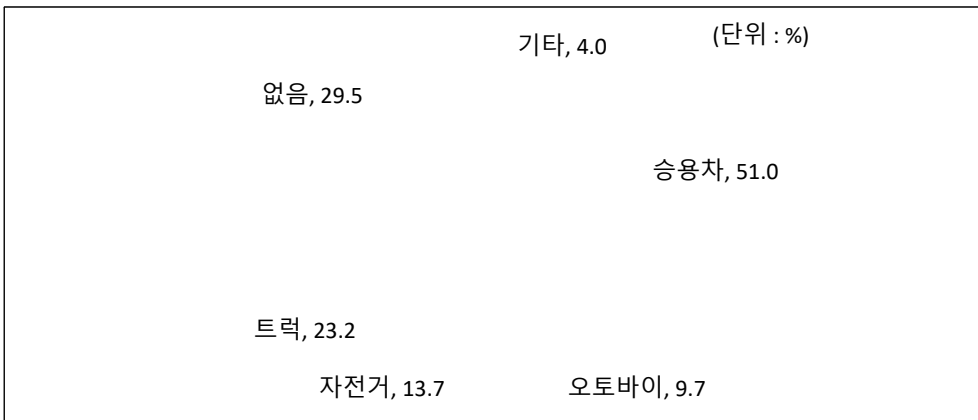 기타, 4.0
(단위 : %)
없음, 29.5
승용차, 51.0
트럭, 23.2
자전거, 13.7
오토바이, 9.7